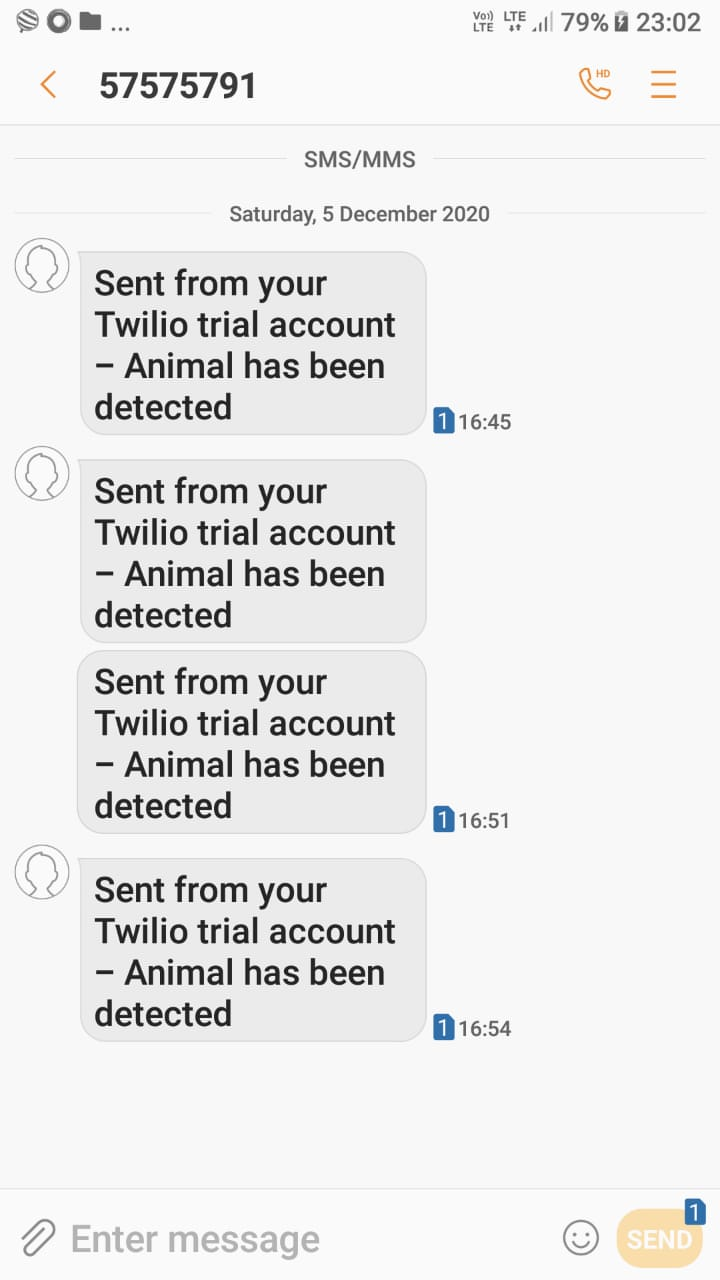 ... Vo)) LTE LTE 79% 23:02
57575791 HD
SMS/MMS
Saturday, 5 December 2020
Sent from your
Twilio trial account
– Animal has been
detected
1 16:45
Sent from your
Twilio trial account
– Animal has been
detected
Sent from your
Twilio trial account
– Animal has been
detected
1 16:51
Sent from your
Twilio trial account
– Animal has been
detected
1 16:54
Enter message
1
SEND